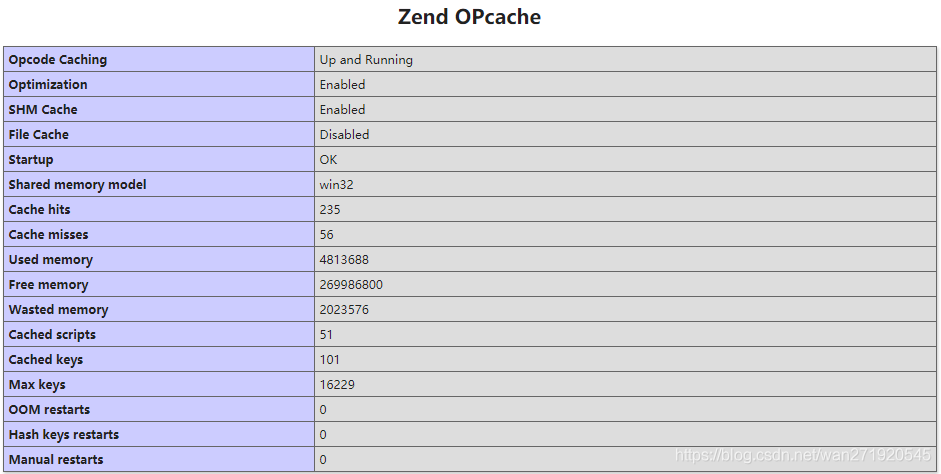 Zend OPcache
Opcode Caching Up and Running
Optimization Enabled
SHM Cache Enabled
File Cache Disabled
Startup OK
Shared memory model win32
Cache hits 235
Cache misses 56
Used memory 4813688
Free memory 269986800
Wasted memory 2023576
Cached scripts 51
Cached keys 101
Max keys 16229
OOM restarts 0
Hash keys restarts 0
Manual restarts 0
https://blog.csdn.net/wan271920545